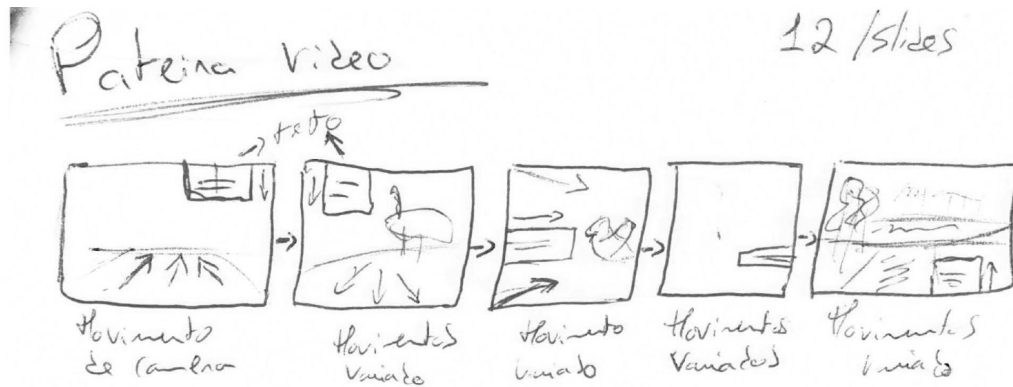 Pateira video
12 /slides
texto
Movimento
de camera
Movimentos
Variado
Movimento
variado
Movimentos
Variados
Movimentos
variado